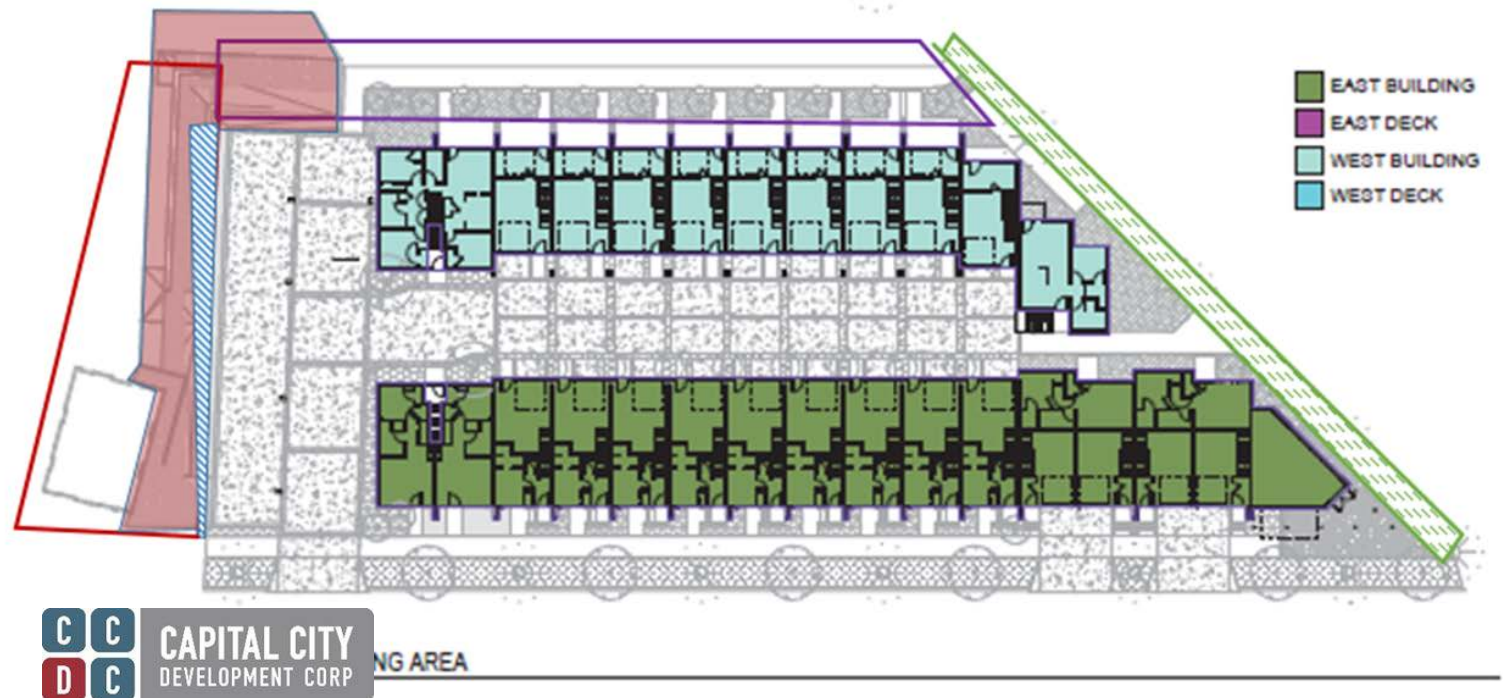 EAST BUILDING
EAST DECK
WEST BUILDING
WEST DECK
C C
D C
CAPITAL CITY
DEVELOPMENT CORP
NG AREA